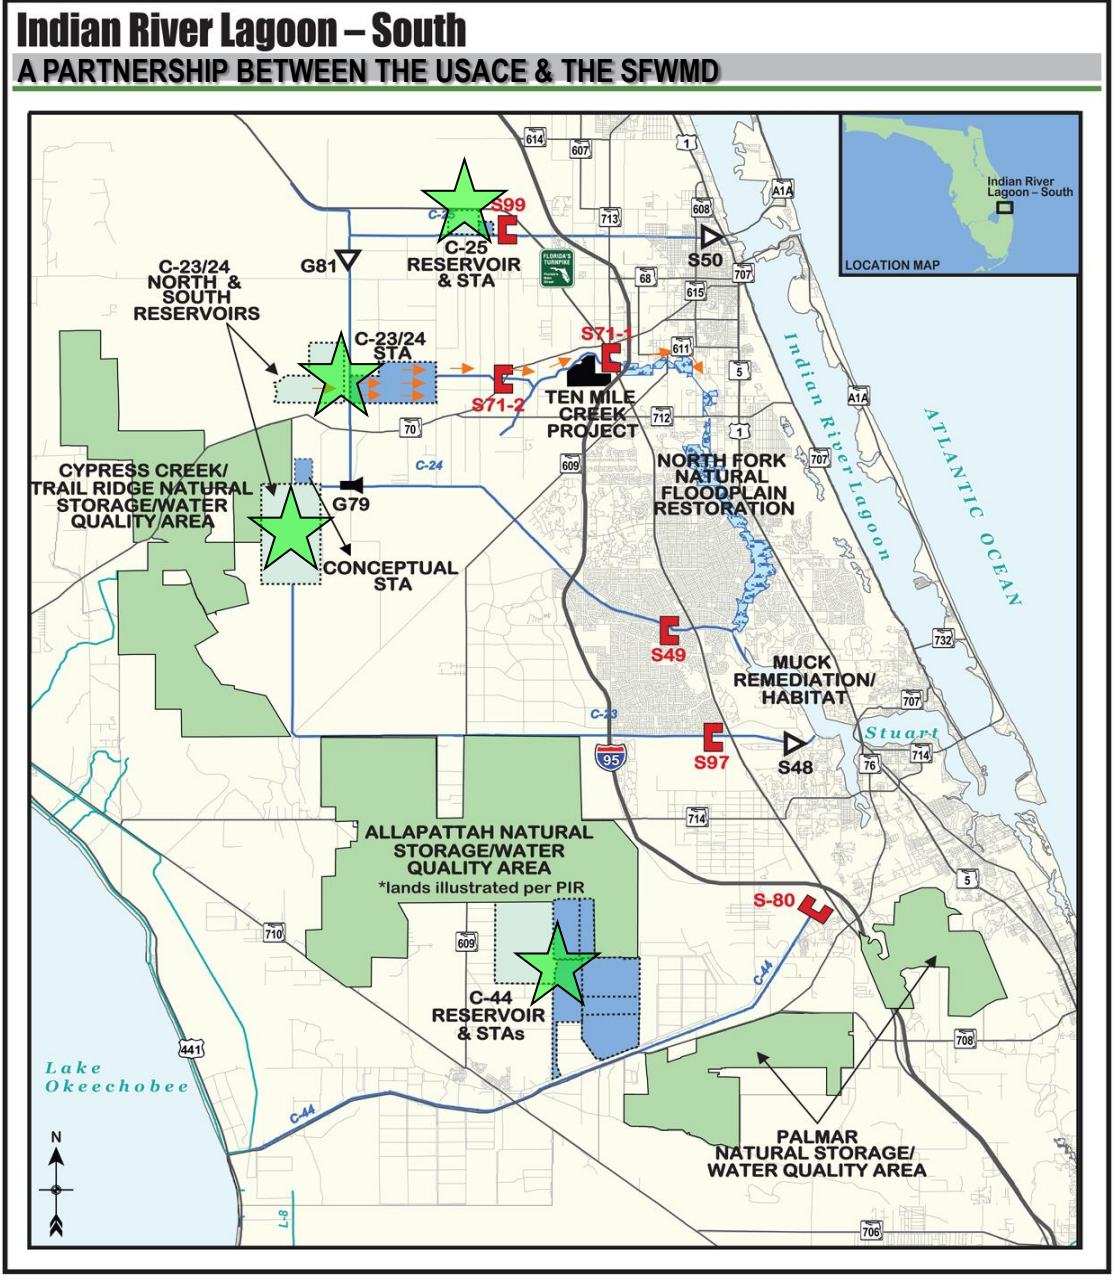 Indian River Lagoon – South
A PARTNERSHIP BETWEEN THE USACE & THE SFWMD
614
607
1
A1A
Indian River
Lagoon – South
LOCATION MAP
608
713
S99
C-25
RESERVOIR
& STA
S50
G81
FLORIDA'S
TURNPIKE
68
707
615
C-23/24
NORTH &
SOUTH
RESERVOIRS
C-23/24
STA
S71-1
611
5
S71-2
TEN MILE
CREEK
PROJECT
712
70
1
A1A
707
Indian River Lagoon
ATLANTIC OCEAN
C-24
609
NORTH FORK
NATURAL
FLOODPLAIN
RESTORATION
CYPRESS CREEK/
TRAIL RIDGE NATURAL
STORAGE/WATER
QUALITY AREA
G79
CONCEPTUAL
STA
S49
732
MUCK
REMEDIATION/
HABITAT
707
C-23
Stuart
714
95
S97
S48
76
714
ALLAPATTAH NATURAL
STORAGE/WATER
QUALITY AREA
*lands illustrated per PIR
5
S-80
710
609
C-44
C-44
RESERVOIR
& STAs
441
708
Lake
Okeechobee
C-44
N
PALMAR
NATURAL STORAGE/
WATER QUALITY AREA
L-8
706